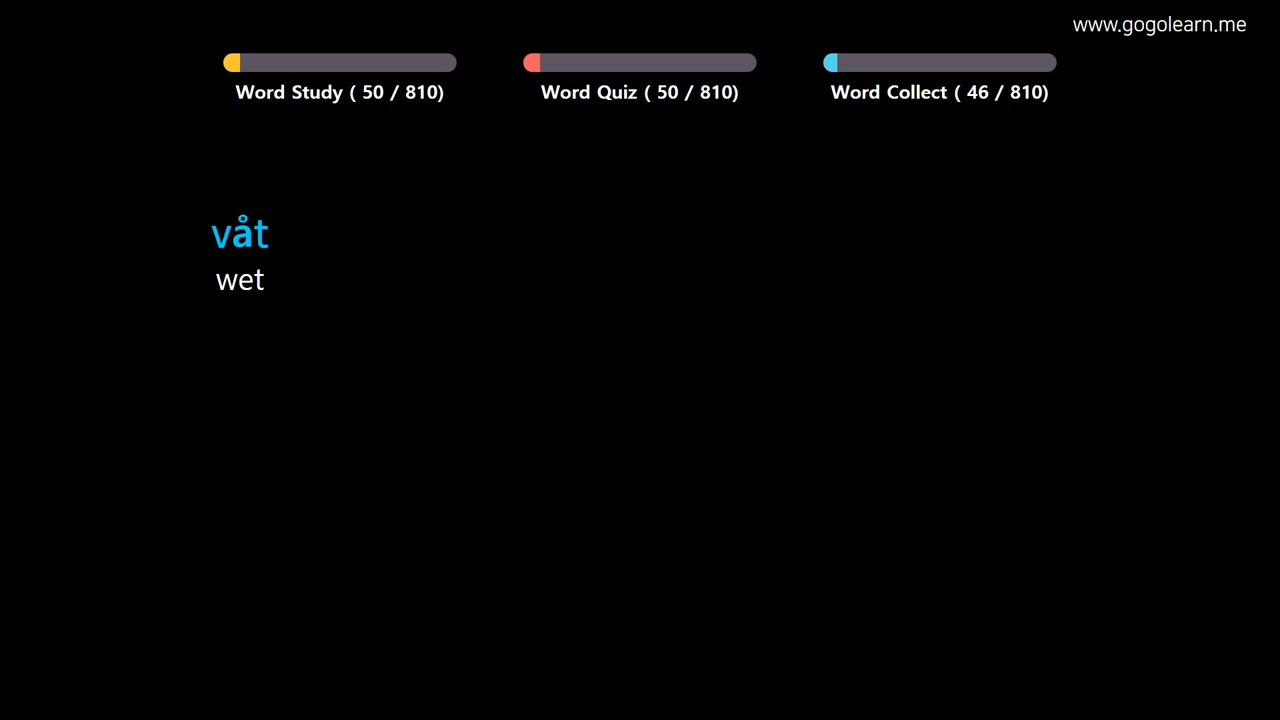 www.gogolearn.me
Word Study ( 50 / 810)
Word Quiz ( 50 / 810)
Word Collect ( 46 / 810)
våt
wet